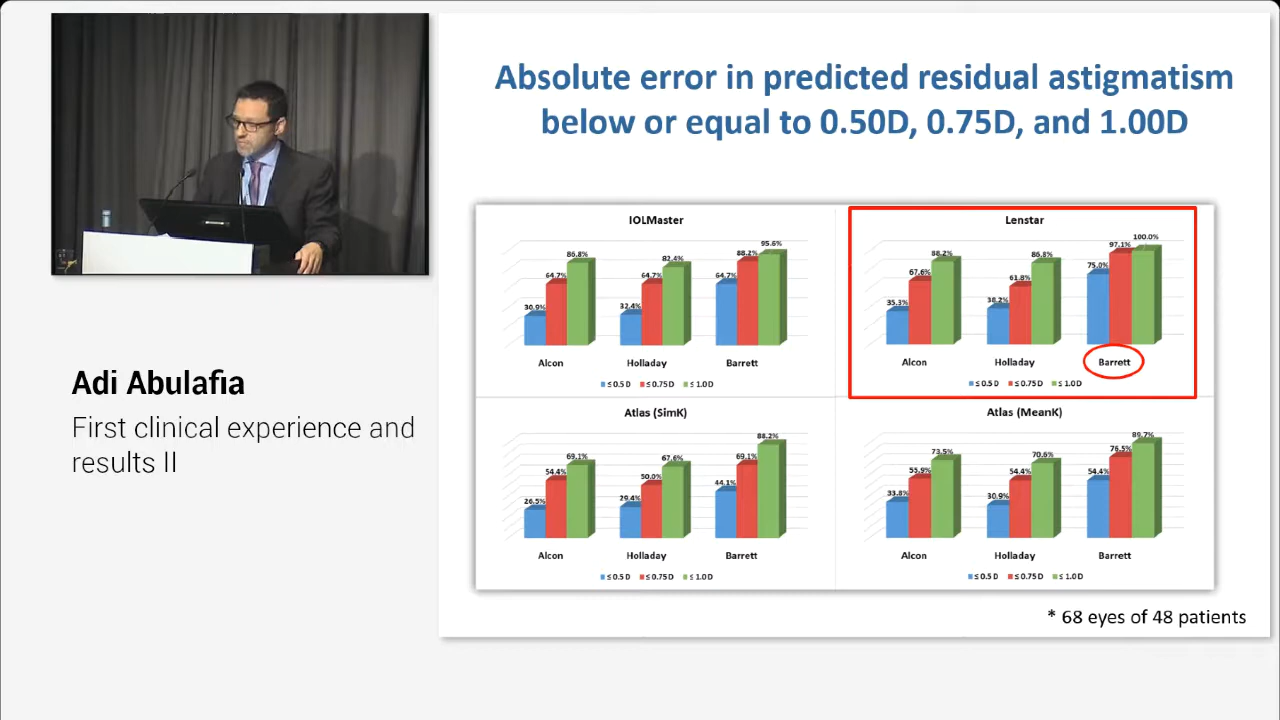 Absolute error in predicted residual astigmatism
below or equal to 0.50D, 0.75D, and 1.00D
IOLMaster
30.9% 64.7% 86.8% 32.4% 64.7% 82.4% 64.7% 88.2% 95.6%
Alcon Holladay Barrett
≤ 0.5 D ≤ 0.75 D ≤ 1.0 D
Lenstar
35.3% 67.6% 88.2% 38.2% 61.8% 86.8% 75.0% 97.1% 100.0%
Alcon Holladay Barrett
≤ 0.5 D ≤ 0.75 D ≤ 1.0 D
Atlas (SimK)
26.5% 54.4% 69.1% 29.4% 50.0% 67.6% 44.1% 69.1% 88.2%
Alcon Holladay Barrett
≤ 0.5 D ≤ 0.75 D ≤ 1.0 D
Atlas (MeanK)
33.8% 55.9% 73.5% 30.9% 54.4% 70.6% 54.4% 76.5% 89.7%
Alcon Holladay Barrett
≤ 0.5 D ≤ 0.75 D ≤ 1.0 D
* 68 eyes of 48 patients
Adi Abulafia
First clinical experience and
results II